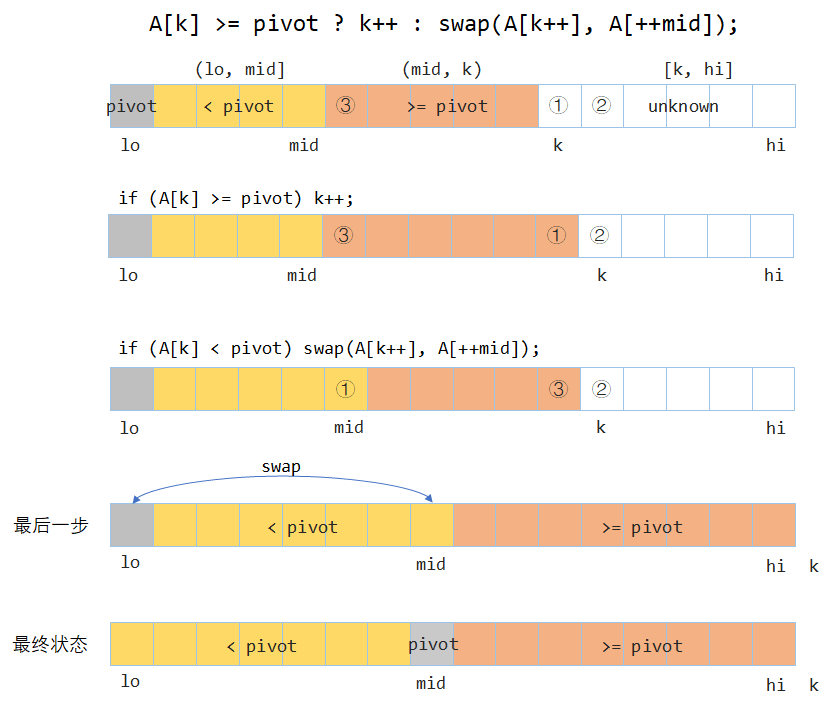 A[k] >= pivot ? k++ : swap(A[k++], A[++mid]);
(lo, mid] (mid, k) [k, hi]
pivot < pivot ③ >= pivot ① ② unknown
lo mid k hi
if (A[k] >= pivot) k++;
③ ① ②
lo mid k hi
if (A[k] < pivot) swap(A[k++], A[++mid]);
① ③ ②
lo mid k hi
swap
最后一步 < pivot >= pivot
lo mid hi k
最终状态 < pivot pivot >= pivot
lo mid hi k